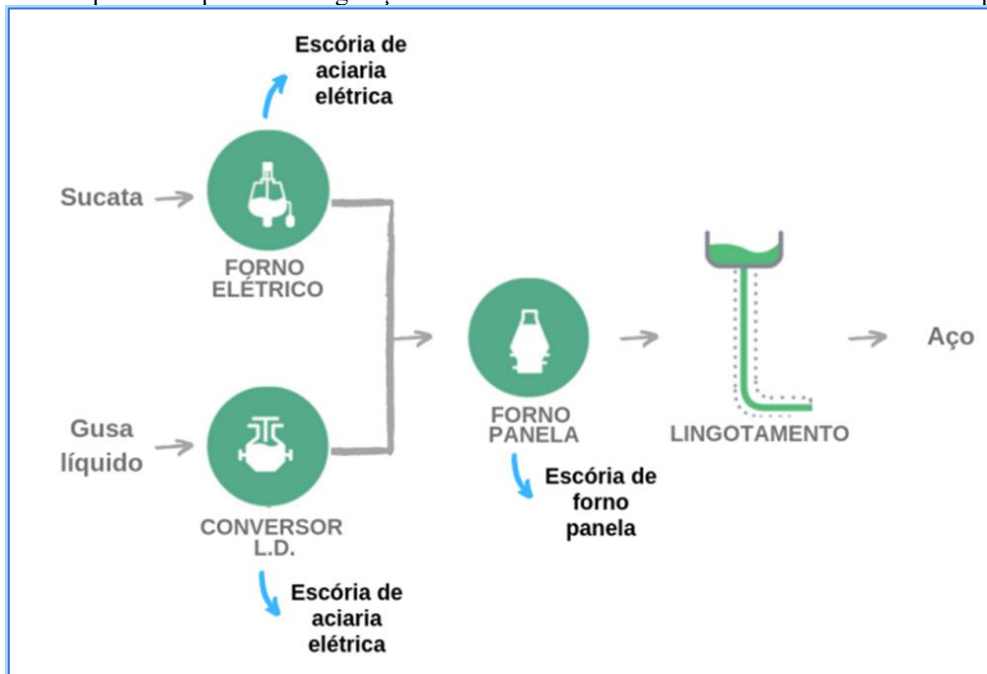 Escória de
aciaria
elétrica
Sucata
FORNO
ELÉTRICO
Gusa
líquido
CONVERSOR
L.D.
Escória de
aciaria
elétrica
FORNO
PANELA
Escória de
forno
panela
LINGOTAMENTO
Aço